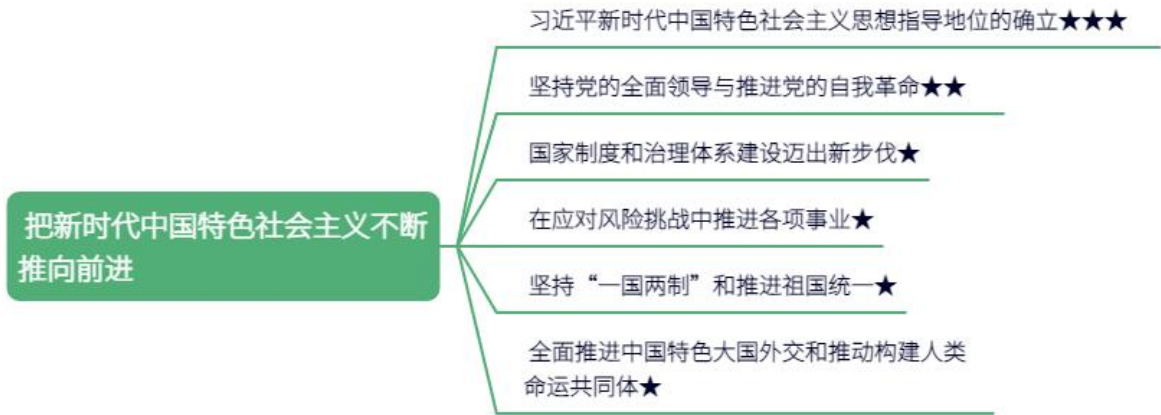 习近平新时代中国特色社会主义思想指导地位的确立★★★
坚持党的全面领导与推进党的自我革命★★
国家制度和治理体系建设迈出新步伐★
把新时代中国特色社会主义不断
推向前进
在应对风险挑战中推进各项事业★
坚持“一国两制”和推进祖国统一★
全面推进中国特色大国外交和推动构建人类
命运共同体★